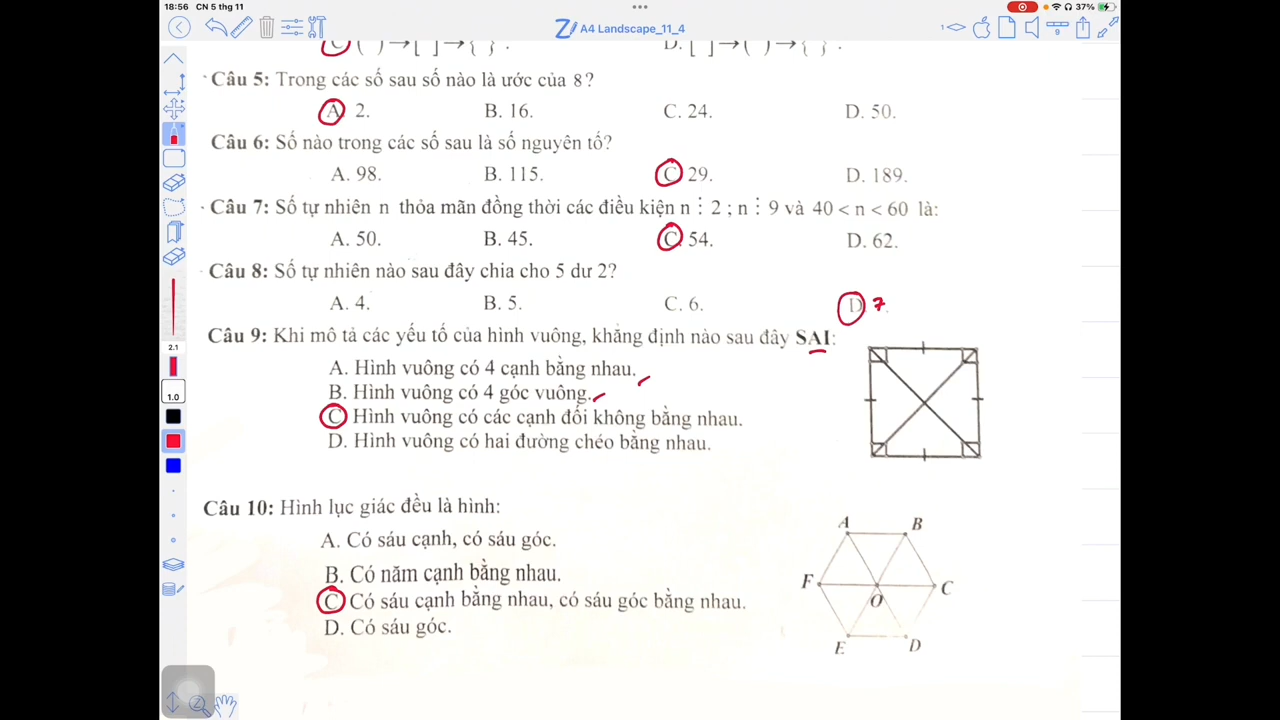 18:56 CN 5 thg 11
37%
A4 Landscape_11_4
C ( ) → [ ] → { } .
D. [ ] → ( ) → { } .
Câu 5: Trong các số sau số nào là ước của 8?
A 2.
B. 16.
C. 24.
D. 50.
Câu 6: Số nào trong các số sau là số nguyên tố?
A. 98.
B. 115.
C 29.
D. 189.
Câu 7: Số tự nhiên n thỏa mãn đồng thời các điều kiện n ⋮ 2 ; n ⋮ 9 và 40 < n < 60 là:
A. 50.
B. 45.
C. 54.
D. 62.
Câu 8: Số tự nhiên nào sau đây chia cho 5 dư 2?
A. 4.
B. 5.
C. 6.
D 7.
Câu 9: Khi mô tả các yếu tố của hình vuông, khẳng định nào sau đây SAI:
A. Hình vuông có 4 cạnh bằng nhau.
B. Hình vuông có 4 góc vuông.
C Hình vuông có các cạnh đối không bằng nhau.
D. Hình vuông có hai đường chéo bằng nhau.
Câu 10: Hình lục giác đều là hình:
A. Có sáu cạnh, có sáu góc.
B. Có năm cạnh bằng nhau.
C Có sáu cạnh bằng nhau, có sáu góc bằng nhau.
D. Có sáu góc.
A B
F C
O
E D
2.1
1.0